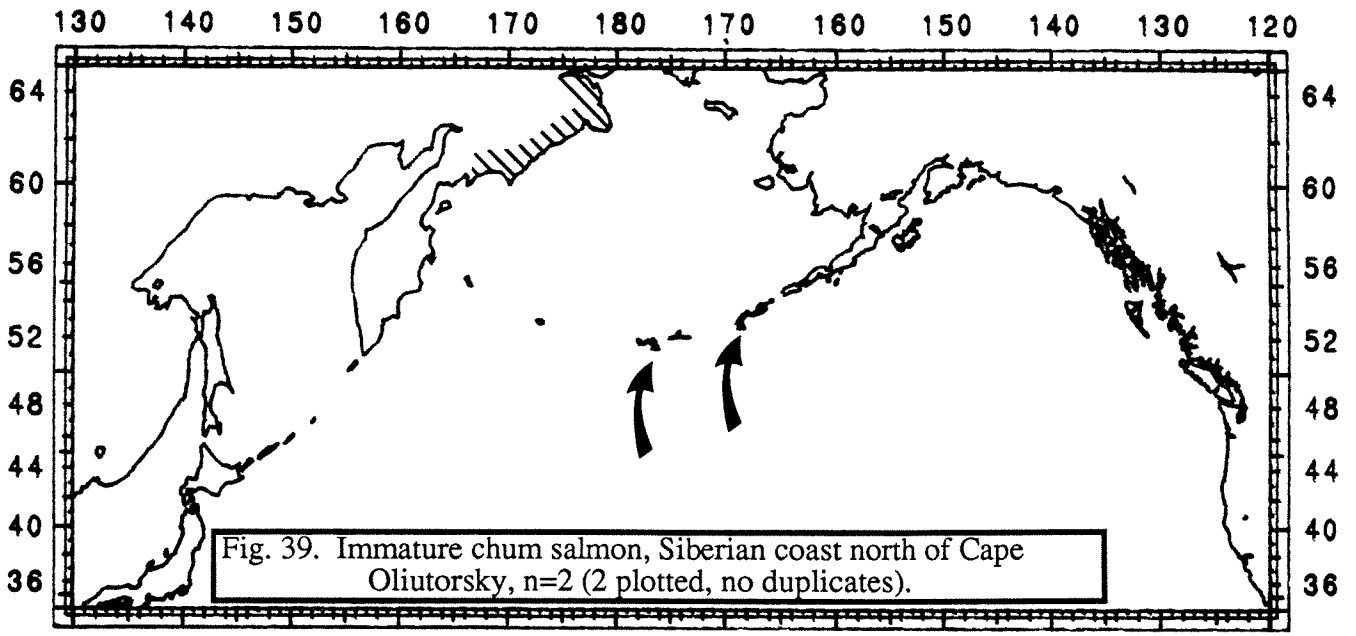 130 140 150 160 170 180 170 160 150 140 130 120
64 64
60 60
56 56
52 52
48 48
44 44
40 40
36 36
Fig. 39. Immature chum salmon, Siberian coast north of Cape
Oliutorsky, n=2 (2 plotted, no duplicates).